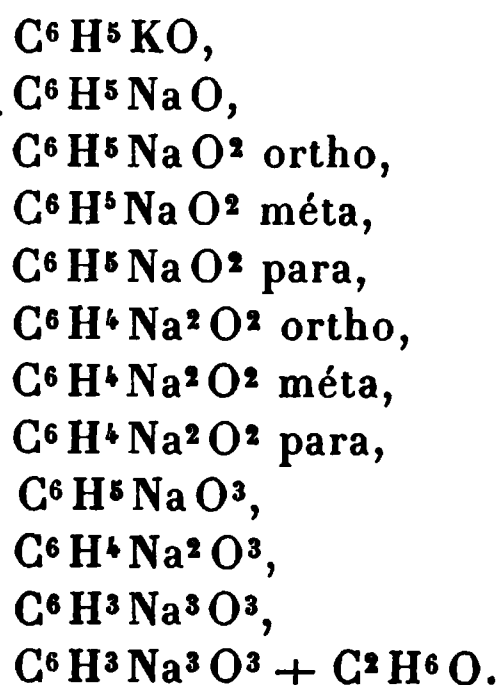 C⁶H⁵KO,
C⁶H⁵NaO,
C⁶H⁵NaO² ortho,
C⁶H⁵NaO² méta,
C⁶H⁵NaO² para,
C⁶H⁴Na²O² ortho,
C⁶H⁴Na²O² méta,
C⁶H⁴Na²O² para,
C⁶H⁵NaO³,
C⁶H⁴Na²O³,
C⁶H³Na³O³,
C⁶H³Na³O³ + C²H⁶O.